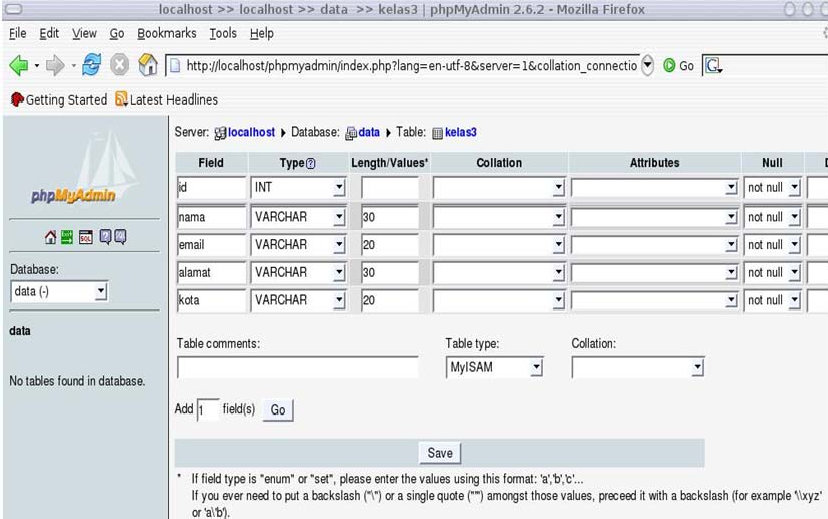 localhost >> localhost >> data >> kelas3 | phpMyAdmin 2.6.2 - Mozilla Firefox
File Edit View Go Bookmarks Tools Help
http://localhost/phpmyadmin/index.php?lang=en-utf-8&server=1&collation_connectio Go G
Getting Started Latest Headlines
phpMyAdmin
SQL
Database:
data (-)
data
No tables found in database.
Server: localhost Database: data Table: kelas3
Field Type Length/Values* Collation Attributes Null D
id INT not null
nama VARCHAR 30 not null
email VARCHAR 20 not null
alamat VARCHAR 30 not null
kota VARCHAR 20 not null
Table comments: Table type: Collation:
MyISAM
Add 1 field(s) Go
Save
* If field type is "enum" or "set", please enter the values using this format: 'a','b','c'...
If you ever need to put a backslash ("\") or a single quote ("'") amongst those values, preceed it with a backslash (for example '\\xyz'
or 'a\'b').